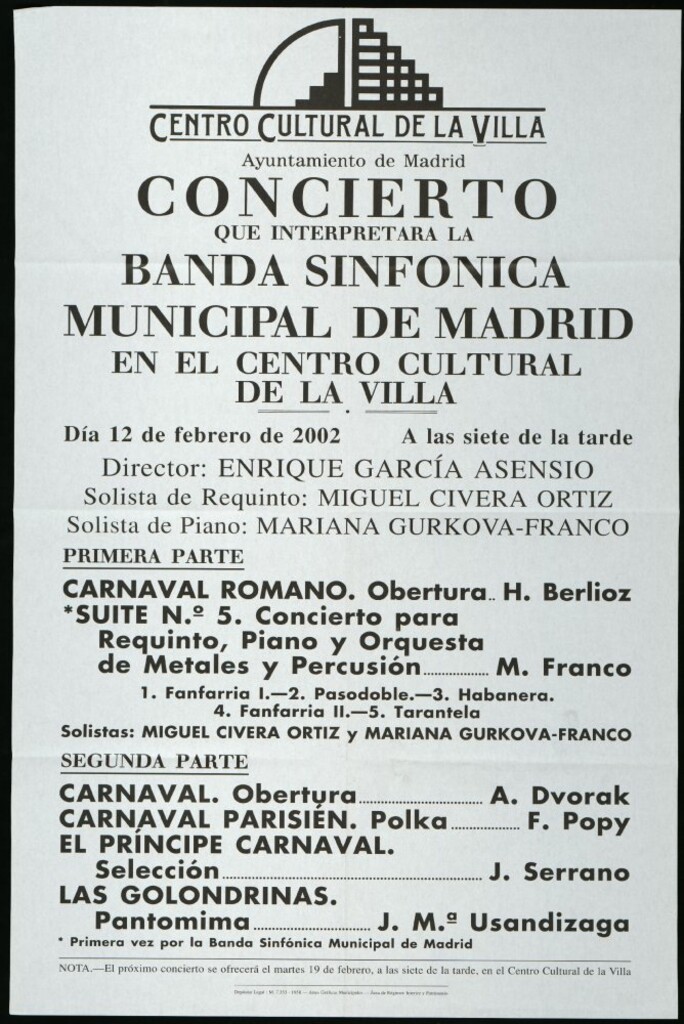 CENTRO CULTURAL DE LA VILLA
Ayuntamiento de Madrid
CONCIERTO
QUE INTERPRETARA LA
BANDA SINFONICA
MUNICIPAL DE MADRID
EN EL CENTRO CULTURAL
DE LA VILLA
Día 12 de febrero de 2002 A las siete de la tarde
Director: ENRIQUE GARCÍA ASENSIO
Solista de Requinto: MIGUEL CIVERA ORTIZ
Solista de Piano: MARIANA GURKOVA-FRANCO
PRIMERA PARTE
CARNAVAL ROMANO. Obertura.. H. Berlioz
*SUITE N.º 5. Concierto para
Requinto, Piano y Orquesta
de Metales y Percusión.................. M. Franco
1. Fanfarria I.—2. Pasodoble.—3. Habanera.
4. Fanfarria II.—5. Tarantela
Solistas: MIGUEL CIVERA ORTIZ y MARIANA GURKOVA-FRANCO
SEGUNDA PARTE
CARNAVAL. Obertura.................................. A. Dvorak
CARNAVAL PARISIÉN. Polka................... F. Popy
EL PRÍNCIPE CARNAVAL.
Selección........................................................................ J. Serrano
LAS GOLONDRINAS.
Pantomima................................ J. M.ª Usandizaga
* Primera vez por la Banda Sinfónica Municipal de Madrid
NOTA.—El próximo concierto se ofrecerá el martes 19 de febrero, a las siete de la tarde, en el Centro Cultural de la Villa
Depósito Legal: M.